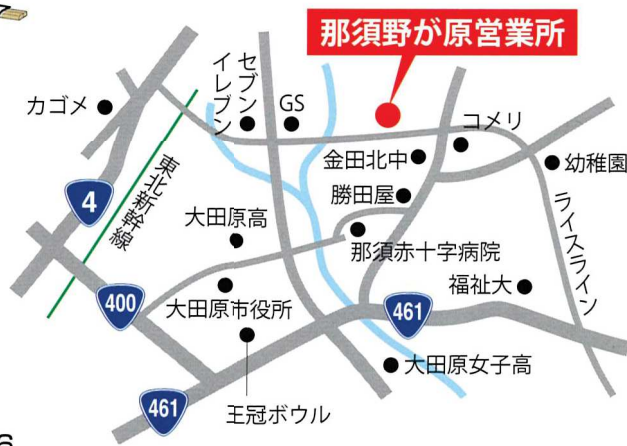 那須野が原営業所
セブン
イレブン
GS
カゴメ
コメリ
金田北中
幼稚園
4
東北新幹線
勝田屋
大田原高
那須赤十字病院
ライスライン
400
大田原市役所
福祉大
461
大田原女子高
461
王冠ボウル